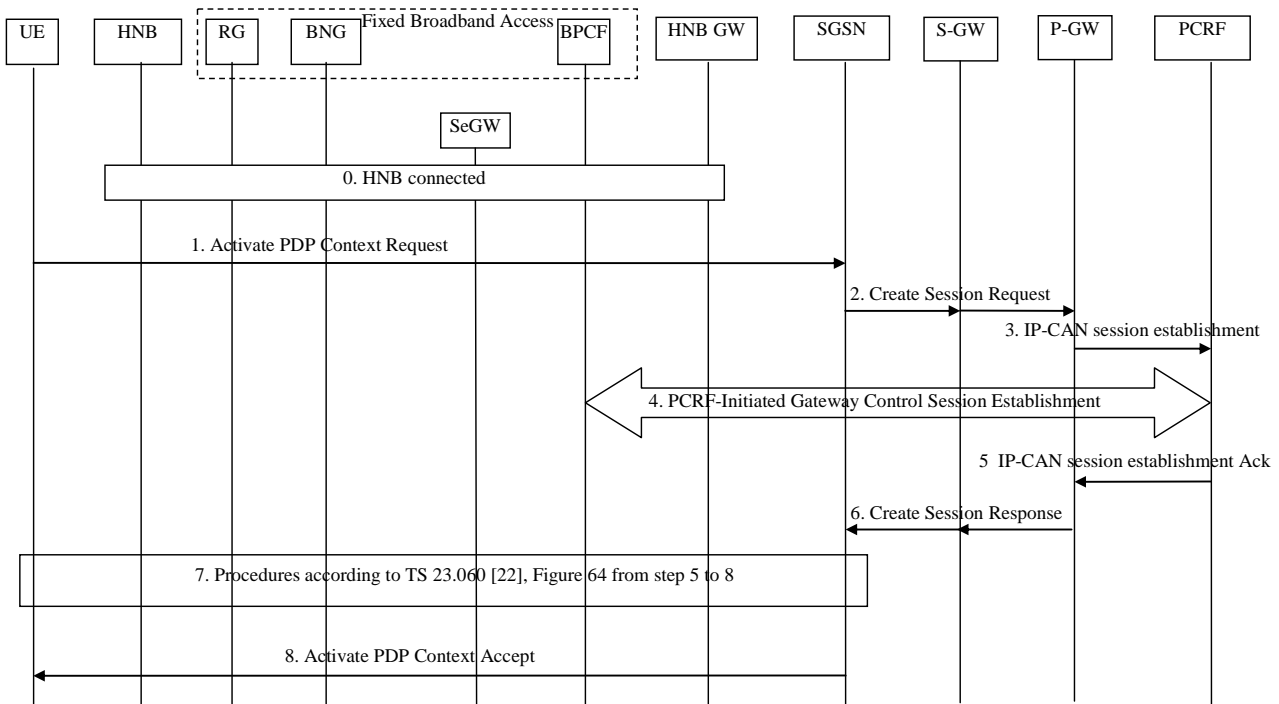 Fixed Broadband Access
UE
HNB
RG
BNG
BPCF
HNB GW
SGSN
S-GW
P-GW
PCRF
SeGW
0. HNB connected
1. Activate PDP Context Request
2. Create Session Request
3. IP-CAN session establishment
4. PCRF-Initiated Gateway Control Session Establishment
5 IP-CAN session establishment Ack
6. Create Session Response
7. Procedures according to TS 23.060 [22], Figure 64 from step 5 to 8
8. Activate PDP Context Accept